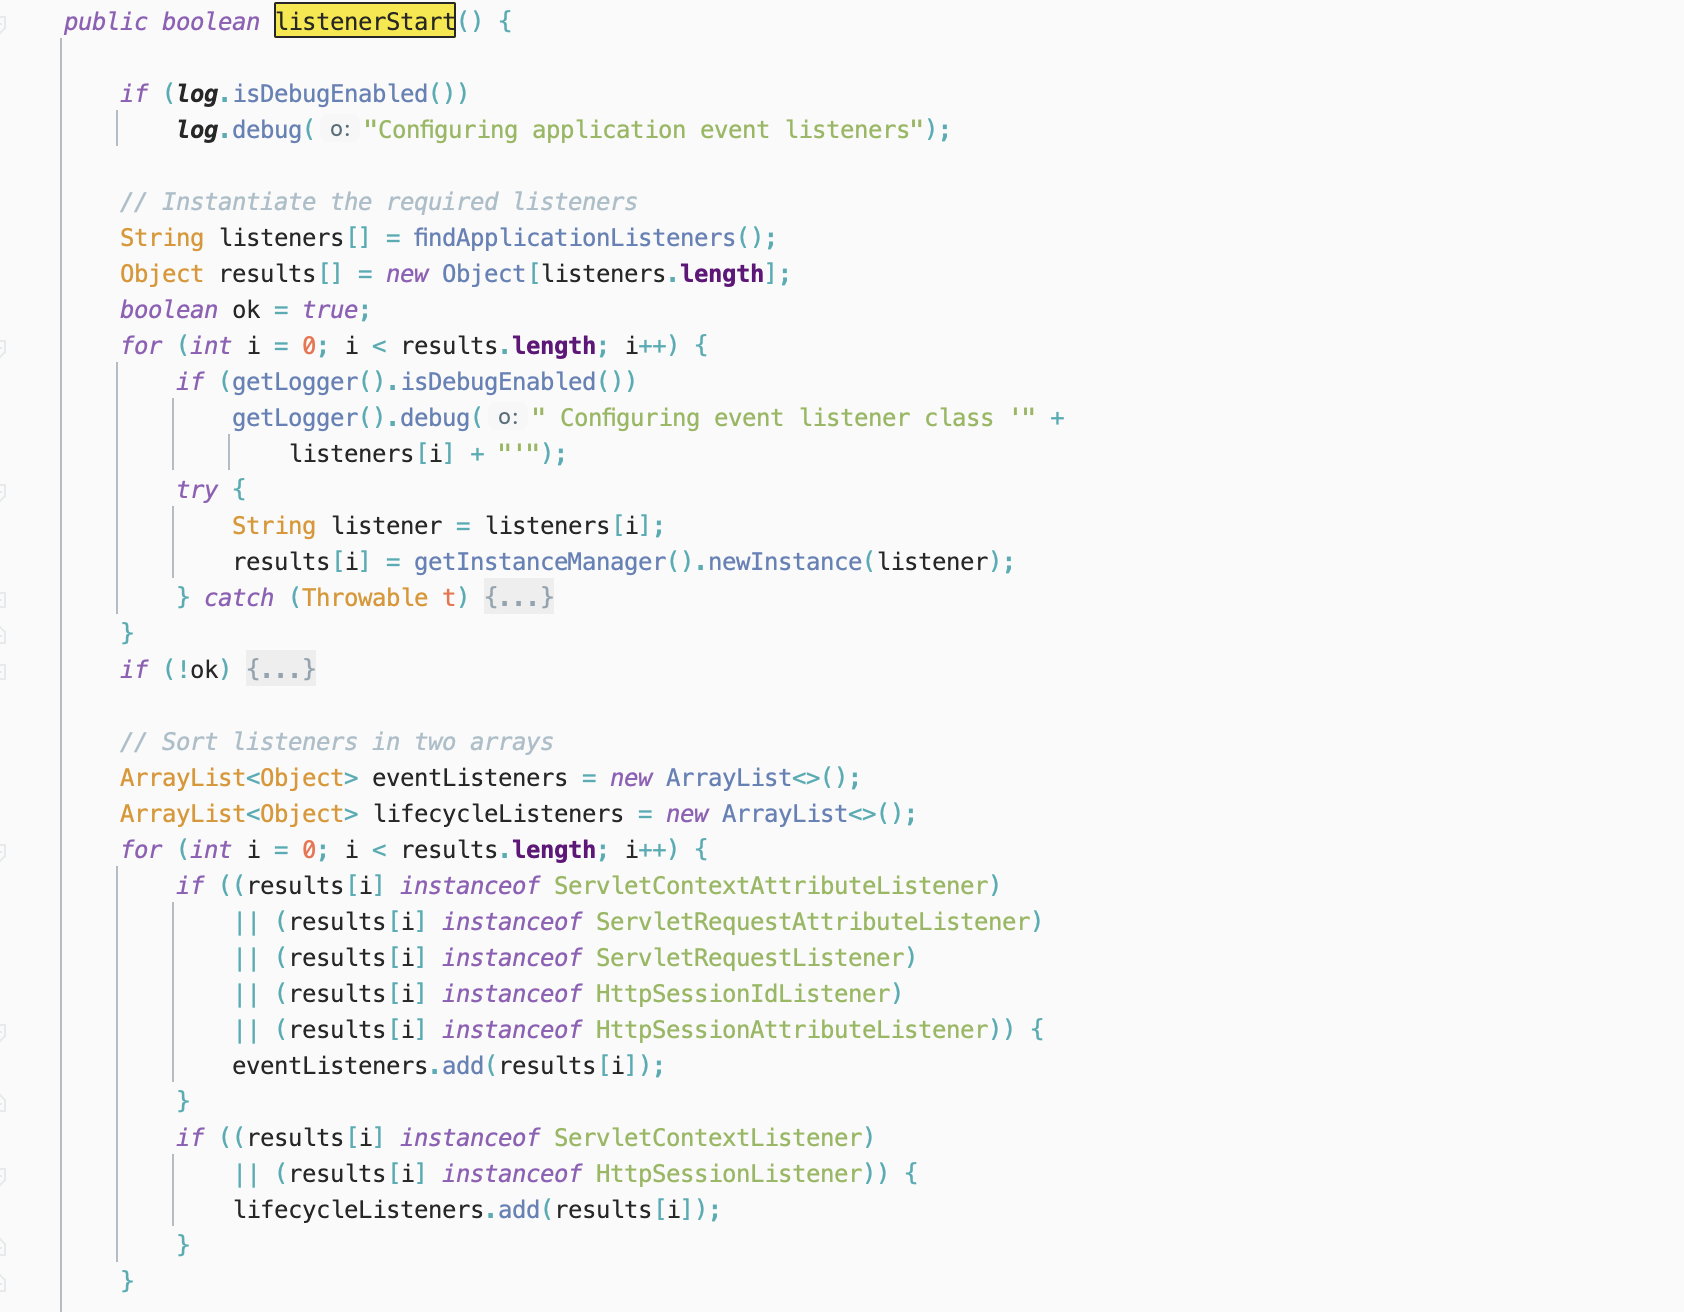 public boolean listenerStart() {
if (log.isDebugEnabled())
log.debug( o: "Configuring application event listeners");
// Instantiate the required listeners
String listeners[] = findApplicationListeners();
Object results[] = new Object[listeners.length];
boolean ok = true;
for (int i = 0; i < results.length; i++) {
if (getLogger().isDebugEnabled())
getLogger().debug( o: " Configuring event listener class '" +
listeners[i] + "'");
try {
String listener = listeners[i];
results[i] = getInstanceManager().newInstance(listener);
} catch (Throwable t) {...}
}
if (!ok) {...}
// Sort listeners in two arrays
ArrayList<Object> eventListeners = new ArrayList<>();
ArrayList<Object> lifecycleListeners = new ArrayList<>();
for (int i = 0; i < results.length; i++) {
if ((results[i] instanceof ServletContextAttributeListener)
|| (results[i] instanceof ServletRequestAttributeListener)
|| (results[i] instanceof ServletRequestListener)
|| (results[i] instanceof HttpSessionIdListener)
|| (results[i] instanceof HttpSessionAttributeListener)) {
eventListeners.add(results[i]);
}
if ((results[i] instanceof ServletContextListener)
|| (results[i] instanceof HttpSessionListener)) {
lifecycleListeners.add(results[i]);
}
}